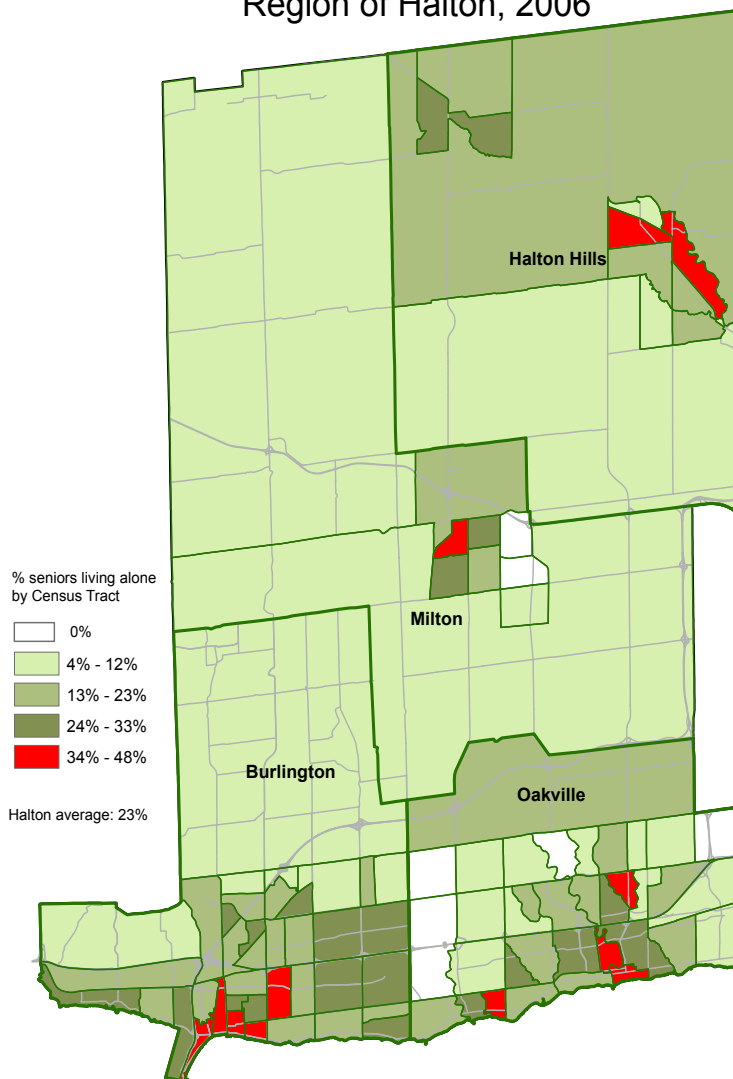 Region of Halton, 2006
Halton Hills
% seniors living alone
by Census Tract
0%
4% - 12%
13% - 23%
24% - 33%
34% - 48%
Halton average: 23%
Milton
Burlington
Oakville